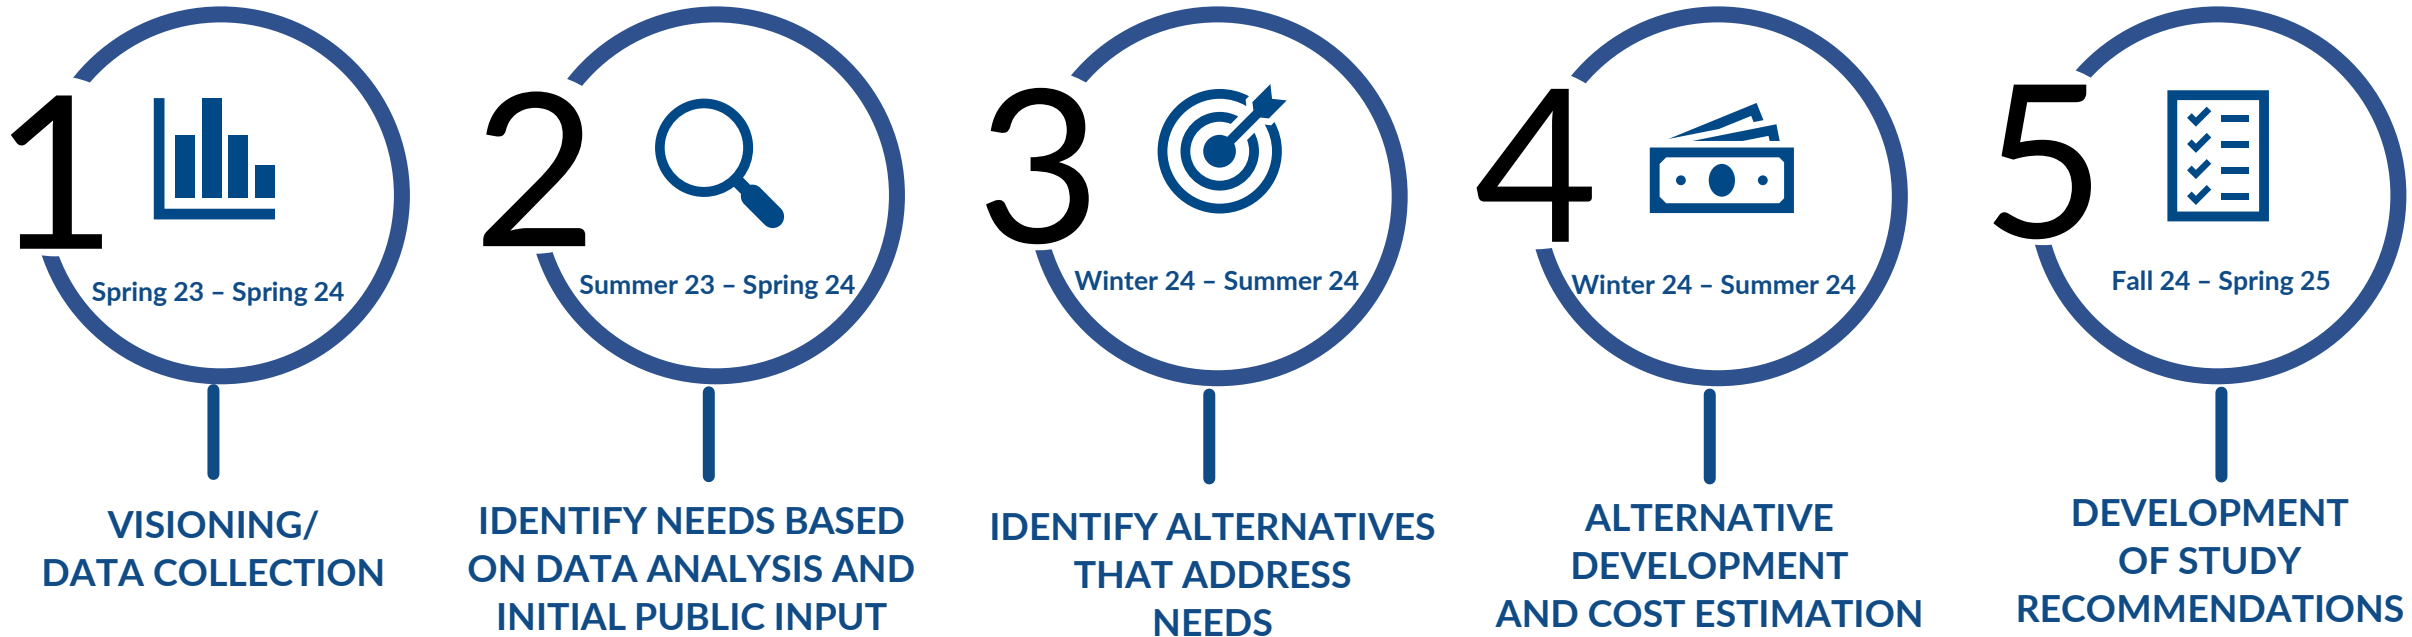 1
Spring 23 – Spring 24
VISIONING/
DATA COLLECTION
2
Summer 23 – Spring 24
IDENTIFY NEEDS BASED
ON DATA ANALYSIS AND
INITIAL PUBLIC INPUT
3
Winter 24 – Summer 24
IDENTIFY ALTERNATIVES
THAT ADDRESS
NEEDS
4
Winter 24 – Summer 24
ALTERNATIVE
DEVELOPMENT
AND COST ESTIMATION
5
Fall 24 – Spring 25
DEVELOPMENT
OF STUDY
RECOMMENDATIONS